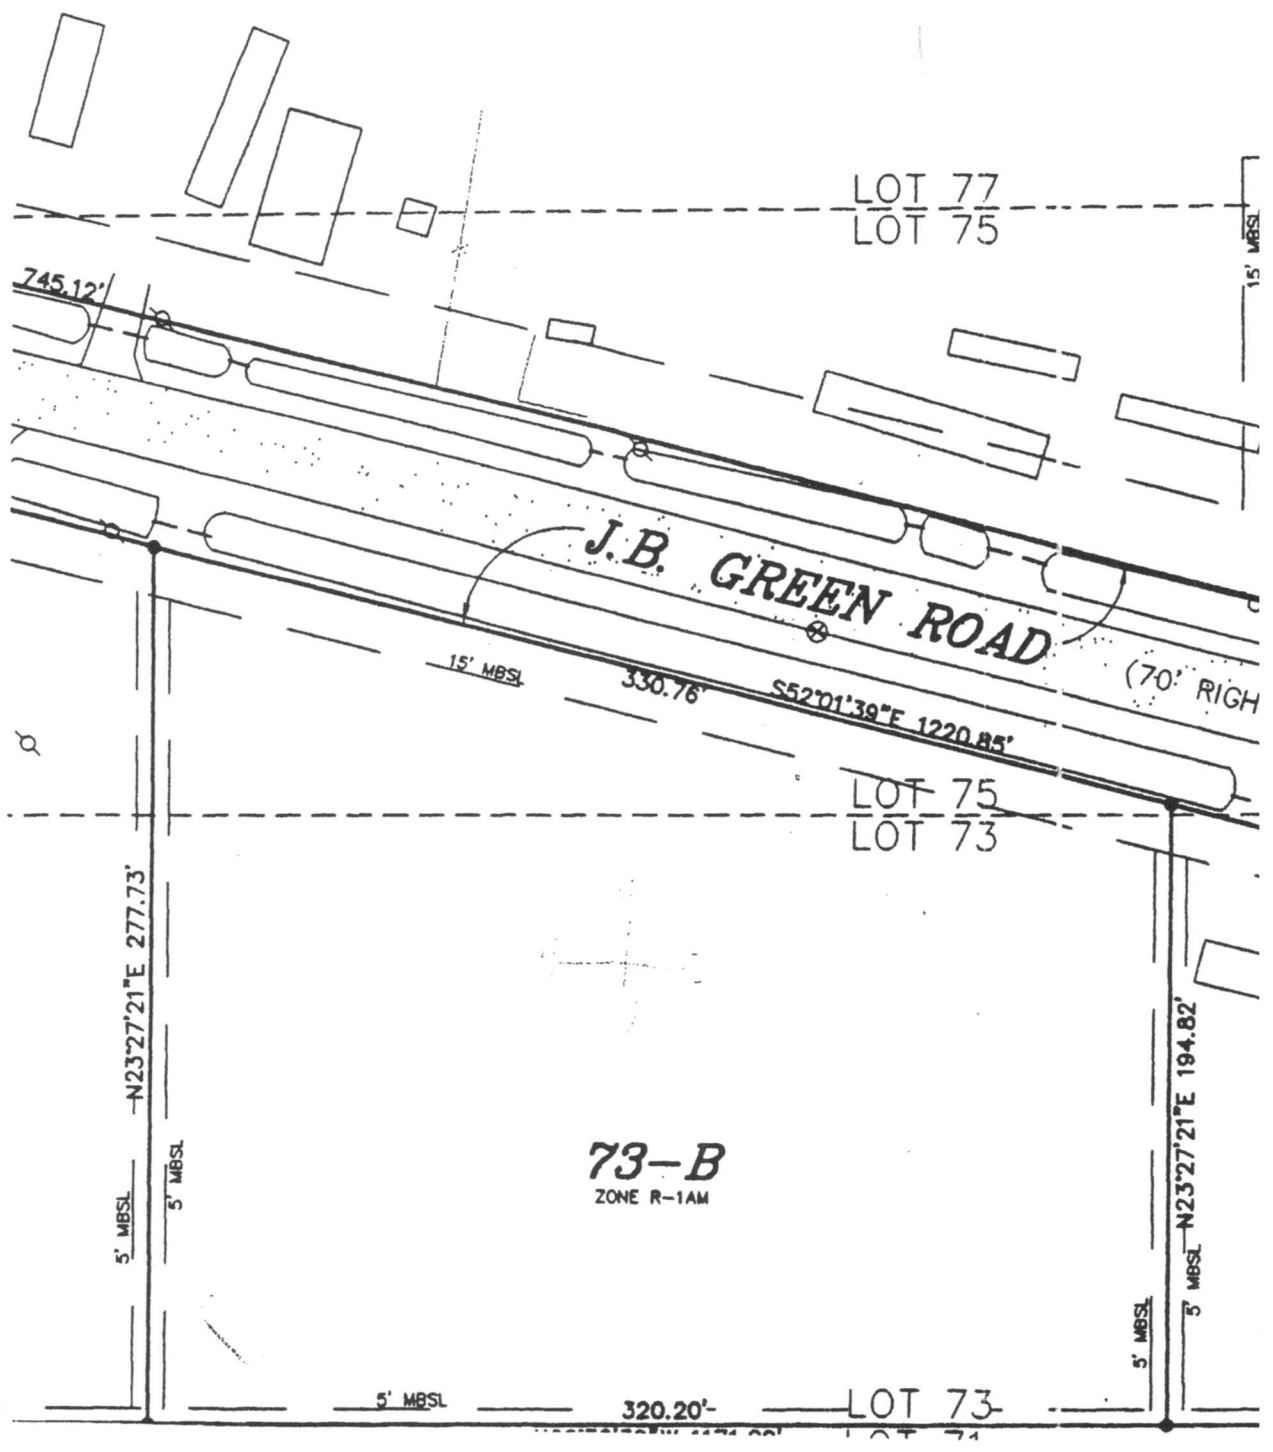 LOT 77
LOT 75
15' MBSL
745.12'
J.B. GREEN ROAD
(70' RIGH
15' MBSL
330.76'
S52°01'39"E 1220.85'
LOT 75
LOT 73
N23°27'21"E 277.73'
N23°27'21"E 194.82'
73-B
ZONE R-1AM
5' MBSL
5' MBSL
5' MBSL
5' MBSL
5' MBSL
320.20'
LOT 73